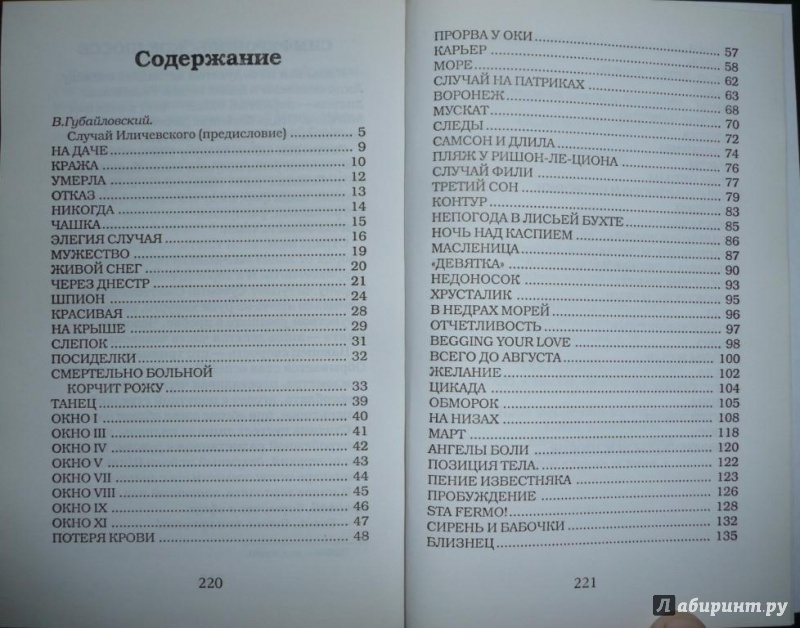 Содержание
В.Губайловский.
Случай Иличевского (предисловие) ........ 5
НА ДАЧЕ ........ 9
КРАЖА ........ 10
УМЕРЛА ........ 12
ОТКАЗ ........ 13
НИКОГДА ........ 14
ЧАШКА ........ 15
ЭЛЕГИЯ СЛУЧАЯ ........ 16
МУЖЕСТВО ........ 19
ЖИВОЙ СНЕГ ........ 20
ЧЕРЕЗ ДНЕСТР ........ 21
ШПИОН ........ 24
КРАСИВАЯ ........ 28
НА КРЫШЕ ........ 29
СЛЕПОК ........ 31
ПОСИДЕЛКИ ........ 32
СМЕРТЕЛЬНО БОЛЬНОЙ
КОРЧИТ РОЖУ ........ 33
ТАНЕЦ ........ 39
ОКНО I ........ 40
ОКНО III ........ 41
ОКНО IV ........ 42
ОКНО V ........ 43
ОКНО VII ........ 44
ОКНО VIII ........ 45
ОКНО IX ........ 46
ОКНО XI ........ 47
ПОТЕРЯ КРОВИ ........ 48
220
ПРОРВА У ОКИ ........ 57
КАРЬЕР ........ 58
МОРЕ ........ 62
СЛУЧАЙ НА ПАТРИКАХ ........ 63
ВОРОНЕЖ ........ 68
МУСКАТ ........ 70
СЛЕДЫ ........ 72
САМСОН И ДЛИЛА ........ 74
ПЛЯЖ У РИШОН-ЛЕ-ЦИОНА ........ 76
СЛУЧАЙ ФИЛИ ........ 77
ТРЕТИЙ СОН ........ 79
КОНТУР ........ 83
НЕПОГОДА В ЛИСЬЕЙ БУХТЕ ........ 85
НОЧЬ НАД КАСПИЕМ ........ 86
МАСЛЕНИЦА ........ 87
«ДЕВЯТКА» ........ 90
НЕДОНОСОК ........ 93
ХРУСТАЛИК ........ 95
В НЕДРАХ МОРЕЙ ........ 96
ОТЧЕТЛИВОСТЬ ........ 97
BEGGING YOUR LOVE ........ 98
ВСЕГО ДО АВГУСТА ........ 100
ЖЕЛАНИЕ ........ 102
ЦИКАДА ........ 104
ОБМОРОК ........ 105
НА НИЗАХ ........ 108
МАРТ ........ 118
АНГЕЛЫ БОЛИ ........ 120
ПОЗИЦИЯ ТЕЛА. ........ 122
ПЕНИЕ ИЗВЕСТНЯКА ........ 123
ПРОБУЖДЕНИЕ ........ 126
STA FERMO! ........ 128
СИРЕНЬ И БАБОЧКИ ........ 132
БЛИЗНЕЦ ........ 135
221
Лабиринт.ру